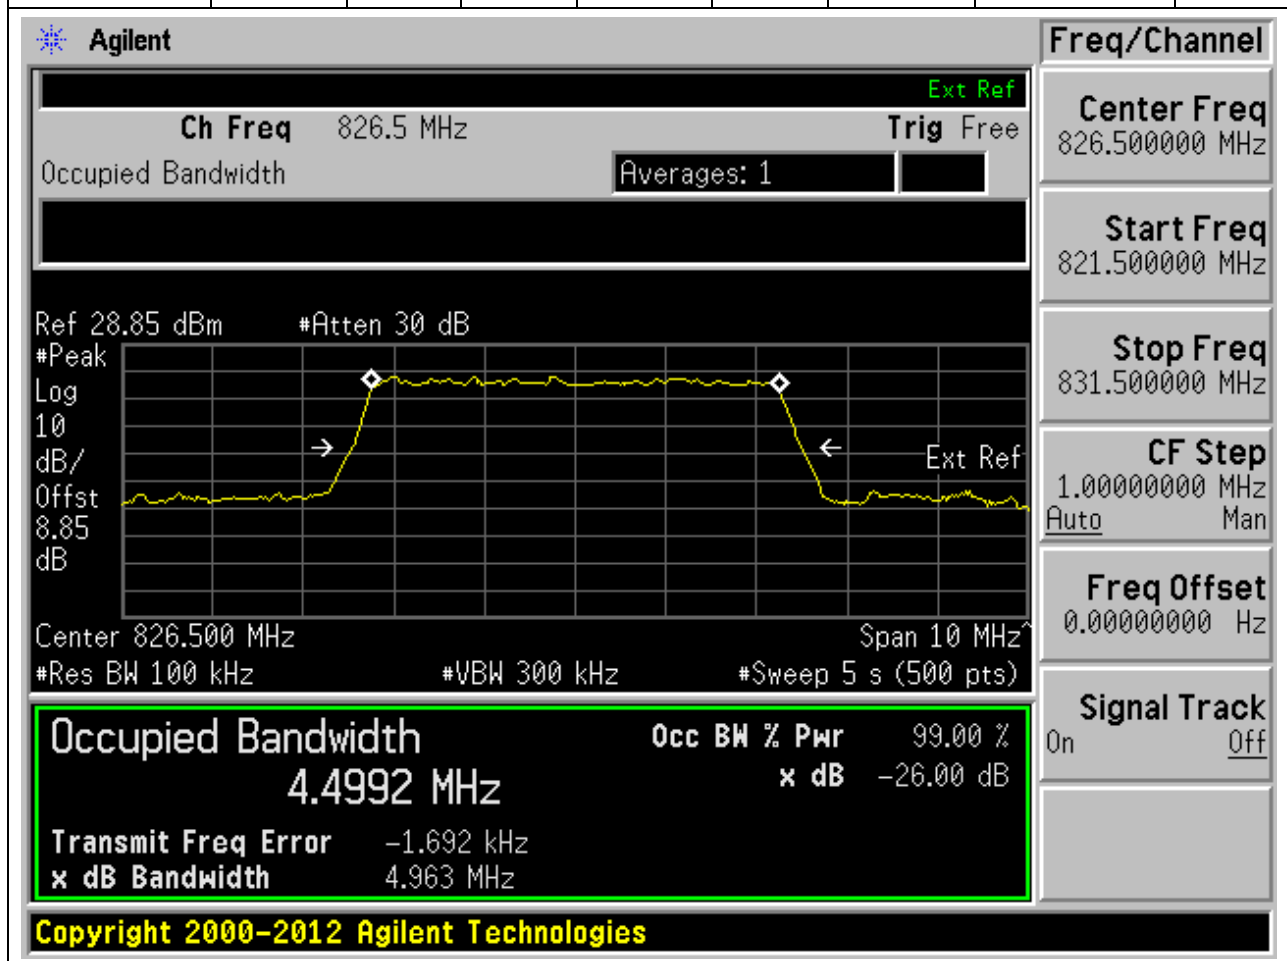 Agilent
Freq/Channel
Ext Ref
Ch Freq 826.5 MHz Trig Free
Occupied Bandwidth Averages: 1
Center Freq
826.500000 MHz
Start Freq
821.500000 MHz
Stop Freq
831.500000 MHz
CF Step
1.00000000 MHz
Auto Man
Freq Offset
0.00000000 Hz
Signal Track
On Off
Ref 28.85 dBm #Atten 30 dB
#Peak
Log
10
dB/
Offst
8.85
dB
Ext Ref
Center 826.500 MHz Span 10 MHz^
#Res BW 100 kHz #VBW 300 kHz #Sweep 5 s (500 pts)
Occupied Bandwidth Occ BW % Pwr 99.00 %
4.4992 MHz x dB -26.00 dB
Transmit Freq Error -1.692 kHz
x dB Bandwidth 4.963 MHz
Copyright 2000-2012 Agilent Technologies